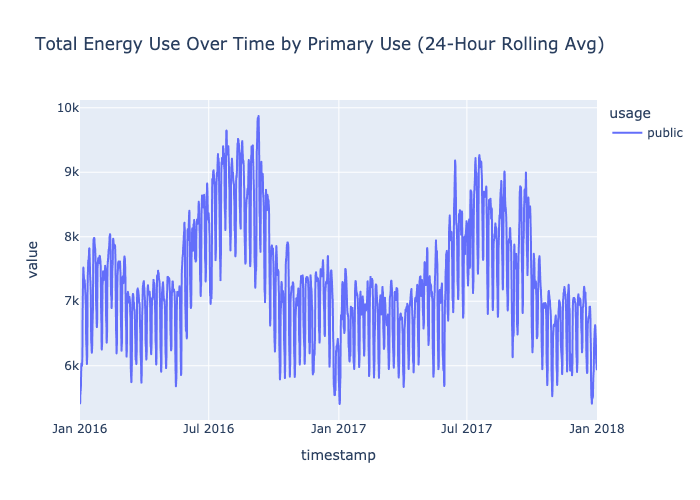 Total Energy Use Over Time by Primary Use (24-Hour Rolling Avg)
usage
public
10k
9k
8k
7k
6k
value
Jan 2016
Jul 2016
Jan 2017
Jul 2017
Jan 2018
timestamp